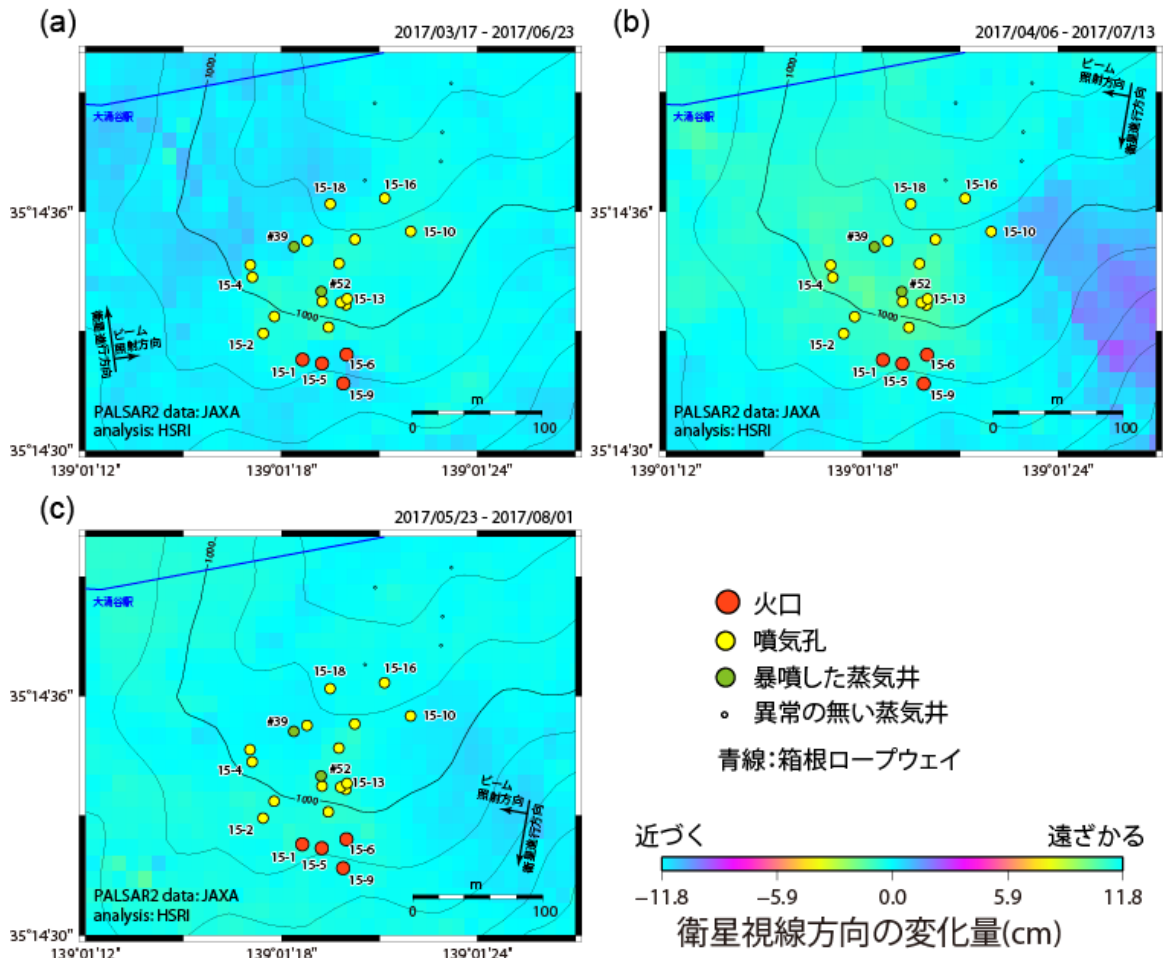 (a)
2017/03/17 - 2017/06/23
1000
大涌谷駅
15-18
15-16
35°14'36"
#39
15-10
15-4
#52
15-13
1000
15-2
15-6
15-1
15-5
15-9
衛星進行方向
ビーム
照射方向
PALSAR2 data: JAXA
analysis: HSRI
m
0
100
35°14'30"
139°01'12"
139°01'18"
139°01'24"
(b)
2017/04/06 - 2017/07/13
1000
ビーム
照射方向
衛星進行方向
大涌谷駅
15-18
15-16
35°14'36"
#39
15-10
15-4
#52
15-13
1000
15-2
15-6
15-1
15-5
15-9
PALSAR2 data: JAXA
analysis: HSRI
m
0
100
35°14'30"
139°01'12"
139°01'18"
139°01'24"
(c)
2017/05/23 - 2017/08/01
1000
大涌谷駅
15-18
15-16
35°14'36"
#39
15-10
15-4
#52
15-13
1000
15-2
15-6
15-1
15-5
15-9
ビーム
照射方向
衛星進行方向
PALSAR2 data: JAXA
analysis: HSRI
m
0
100
35°14'30"
139°01'12"
139°01'18"
139°01'24"
火口
噴気孔
暴噴した蒸気井
異常の無い蒸気井
青線：箱根ロープウェイ
近づく
遠ざかる
−11.8
−5.9
0.0
5.9
11.8
衛星視線方向の変化量(cm)